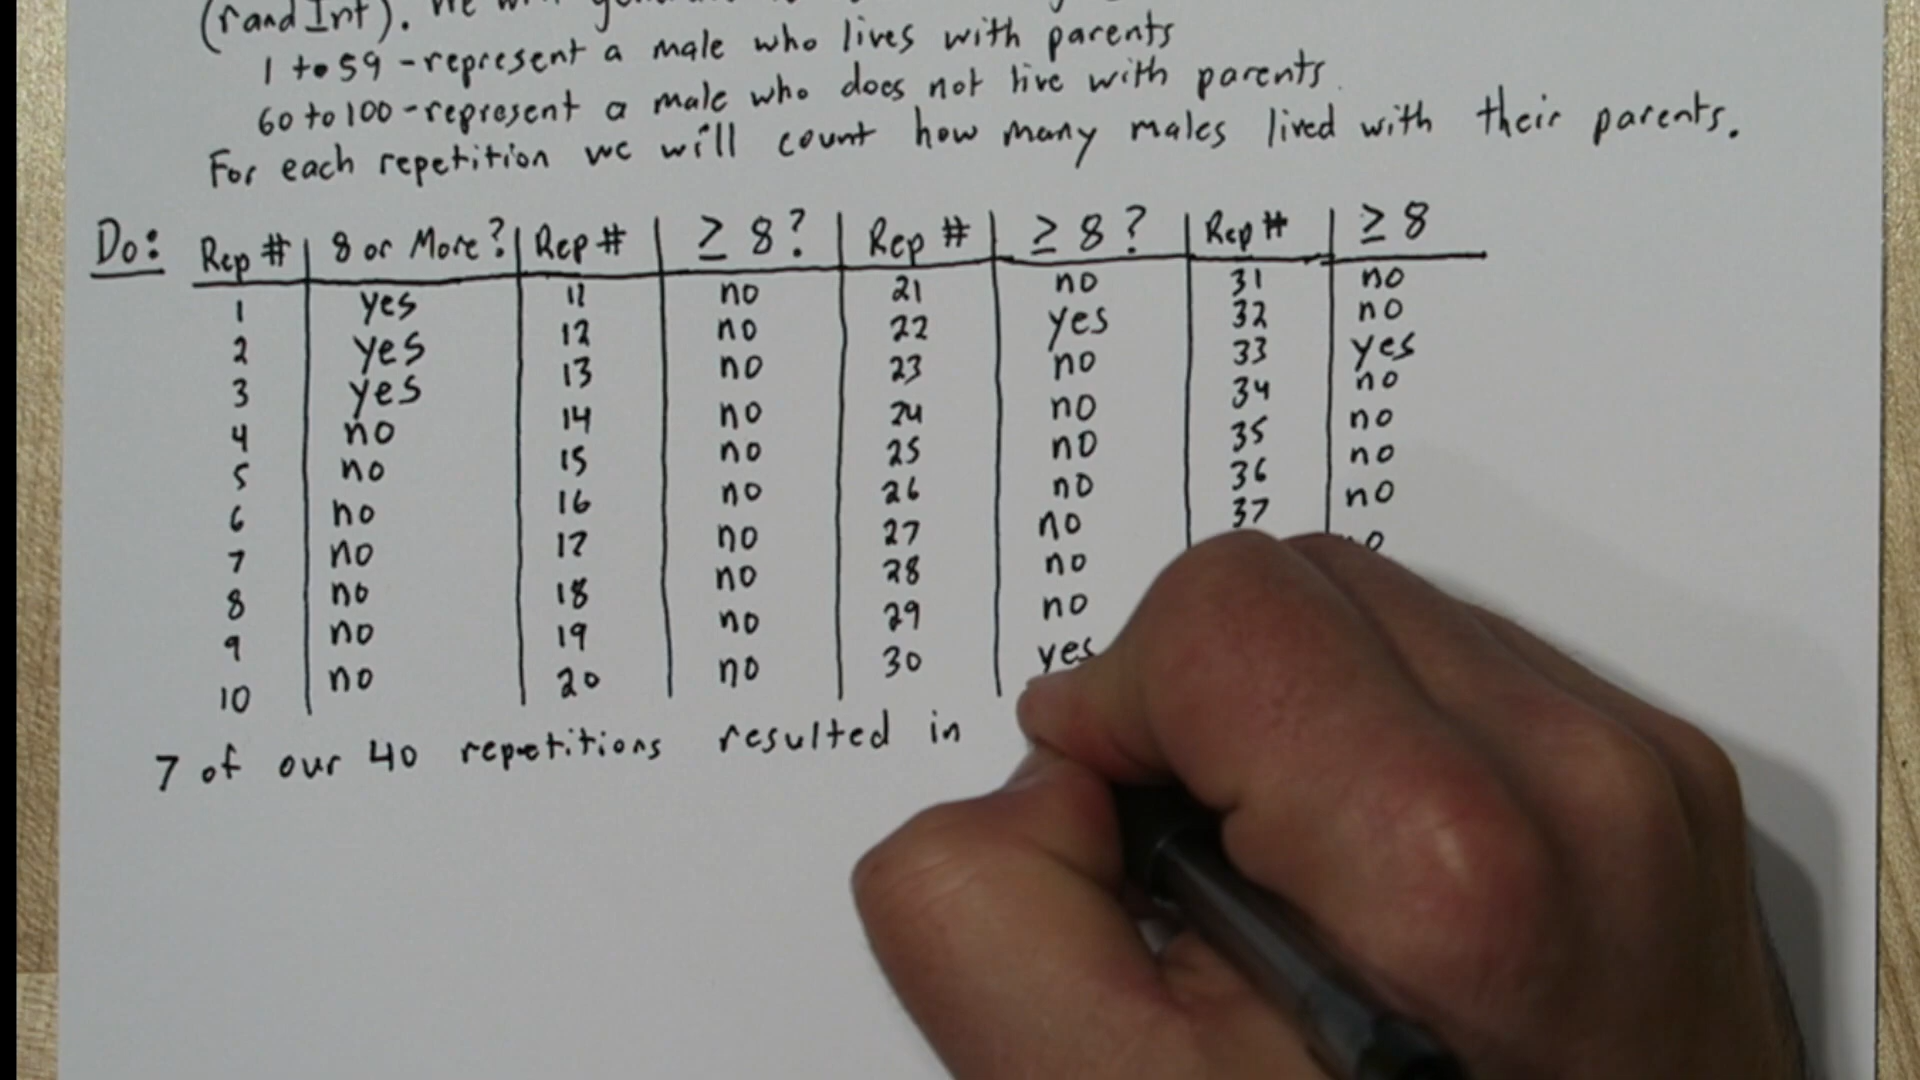 (randInt). We will
1 to 59 - represent a male who lives with parents
60 to 100 - represent a male who does not live with parents.
For each repetition we will count how many males lived with their parents.
Do: Rep # 8 or More? Rep # ≥ 8? Rep # ≥ 8? Rep # ≥ 8
1 yes 11 no 21 no 31 no
2 yes 12 no 22 yes 32 no
3 yes 13 no 23 no 33 yes
4 no 14 no 24 no 34 no
5 no 15 no 25 no 35 no
6 no 16 no 26 no 36 no
7 no 17 no 27 no 37 no
8 no 18 no 28 no no
9 no 19 no 29 no
10 no 20 no 30 yes
7 of our 40 repetitions resulted in